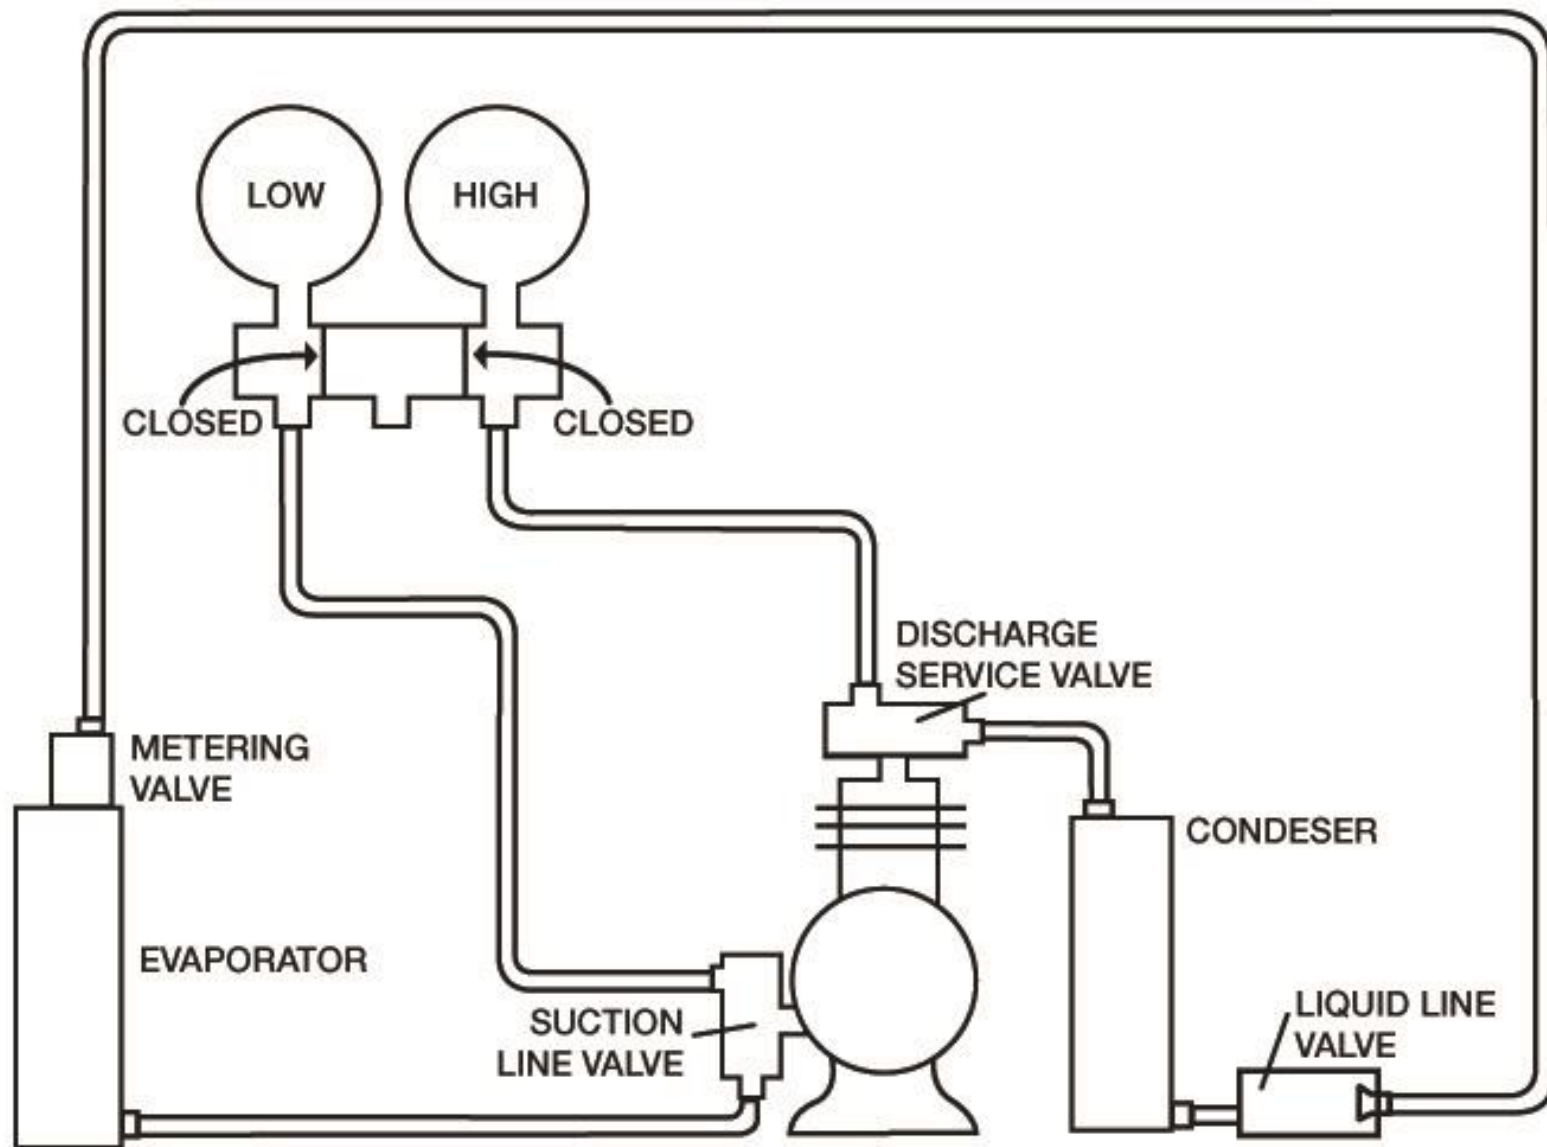 LOW
HIGH
CLOSED
CLOSED
DISCHARGE
SERVICE VALVE
METERING
VALVE
CONDESER
EVAPORATOR
SUCTION
LINE VALVE
LIQUID LINE
VALVE